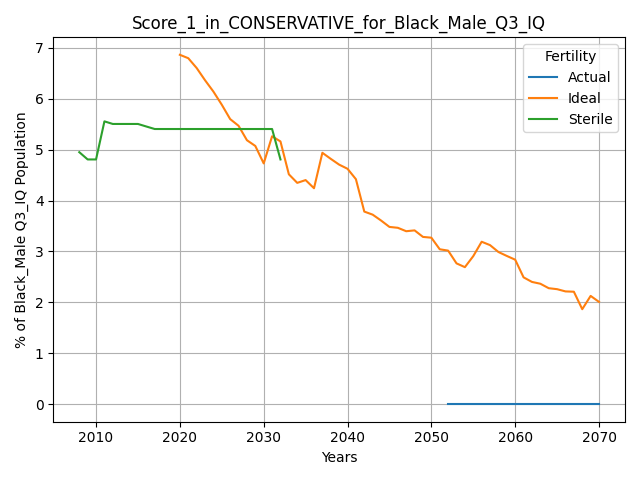 Score_1_in_CONSERVATIVE_for_Black_Male_Q3_IQ
Fertility
Actual
Ideal
Sterile
% of Black_Male Q3_IQ Population
7
6
5
4
3
2
1
0
2010 2020 2030 2040 2050 2060 2070
Years